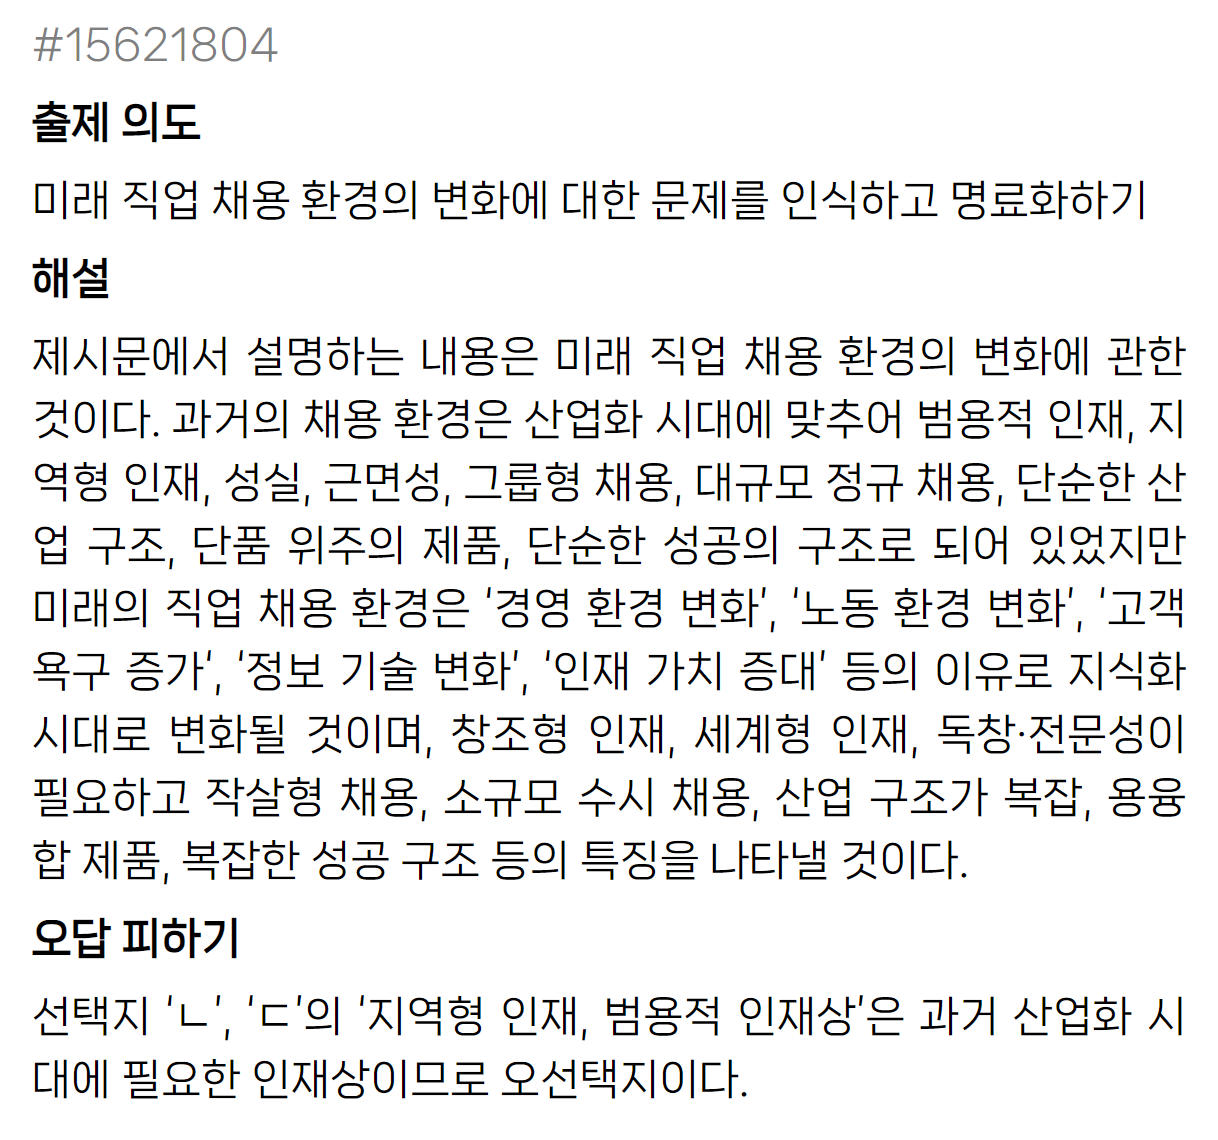 #15621804
출제 의도
미래 직업 채용 환경의 변화에 대한 문제를 인식하고 명료화하기
해설
제시문에서 설명하는 내용은 미래 직업 채용 환경의 변화에 관한
것이다. 과거의 채용 환경은 산업화 시대에 맞추어 범용적 인재, 지
역형 인재, 성실, 근면성, 그룹형 채용, 대규모 정규 채용, 단순한 산
업 구조, 단품 위주의 제품, 단순한 성공의 구조로 되어 있었지만
미래의 직업 채용 환경은 ‘경영 환경 변화’, ‘노동 환경 변화’, ‘고객
욕구 증가‘, ‘정보 기술 변화’, ‘인재 가치 증대’ 등의 이유로 지식화
시대로 변화될 것이며, 창조형 인재, 세계형 인재, 독창·전문성이
필요하고 작살형 채용, 소규모 수시 채용, 산업 구조가 복잡, 용융
합 제품, 복잡한 성공 구조 등의 특징을 나타낼 것이다.
오답 피하기
선택지 ‘ㄴ’, ‘ㄷ’의 ‘지역형 인재, 범용적 인재상’은 과거 산업화 시
대에 필요한 인재상이므로 오선택지이다.